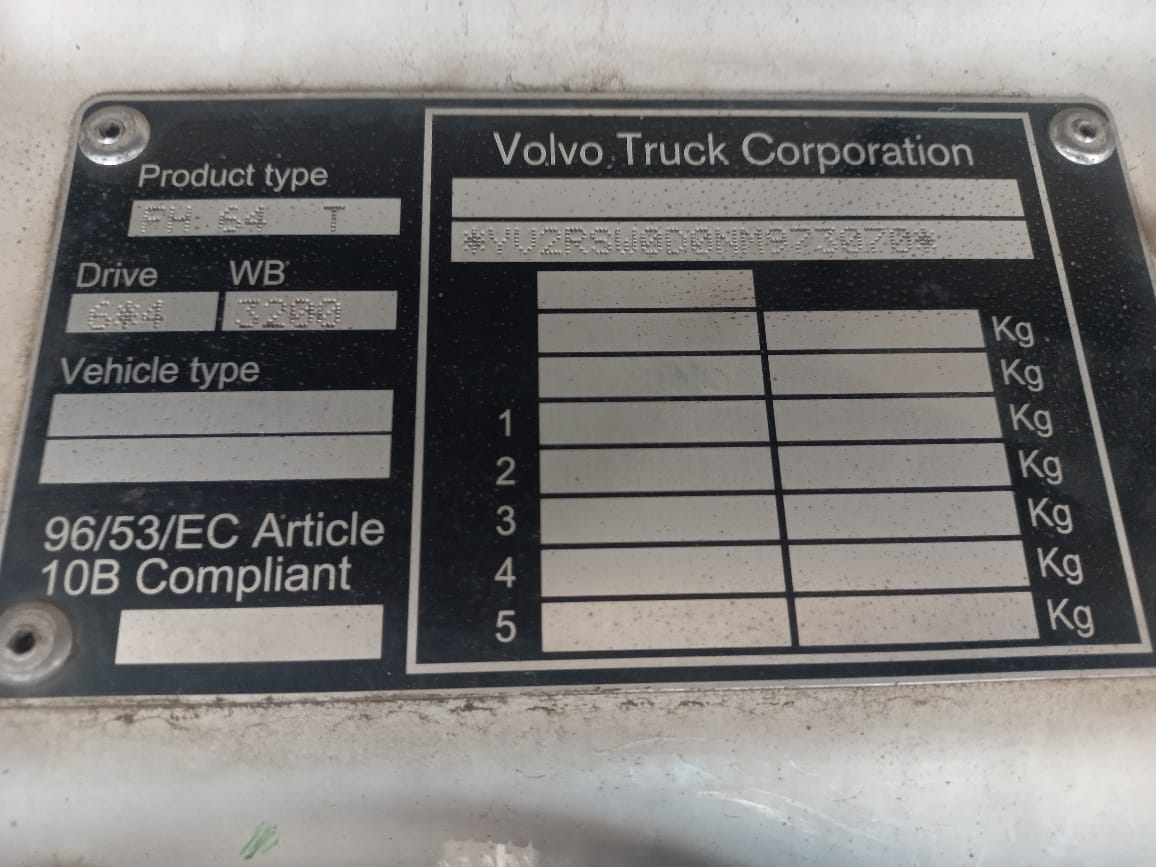 Product type
FH 64 T
Drive WB
6*4 3200
Vehicle type
96/53/EC Article
10B Compliant
Volvo Truck Corporation
*YV2RSW0D0NM973070*
Kg
Kg
1 Kg
2 Kg
3 Kg
4 Kg
5 Kg